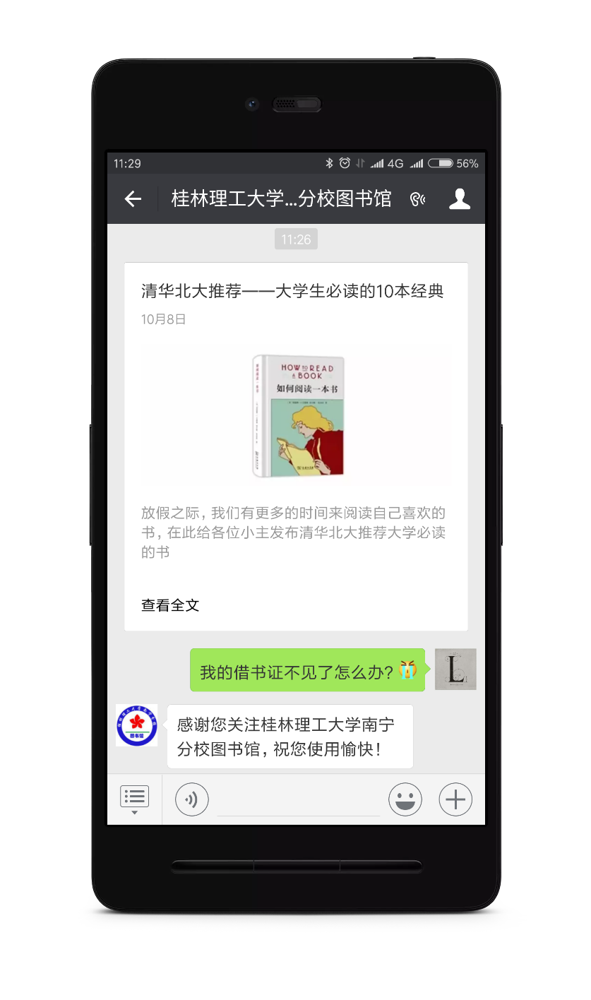 11:29
4G
56%
桂林理工大学...分校图书馆
11:26
清华北大推荐——大学生必读的10本经典
10月8日
HOW TO READ
A BOOK
如何阅读一本书
放假之际，我们有更多的时间来阅读自己喜欢的
书，在此给各位小主发布清华北大推荐大学必读
的书
查看全文
我的借书证不见了怎么办？😭
L
感谢您关注桂林理工大学南宁
分校图书馆，祝您使用愉快！
图书馆